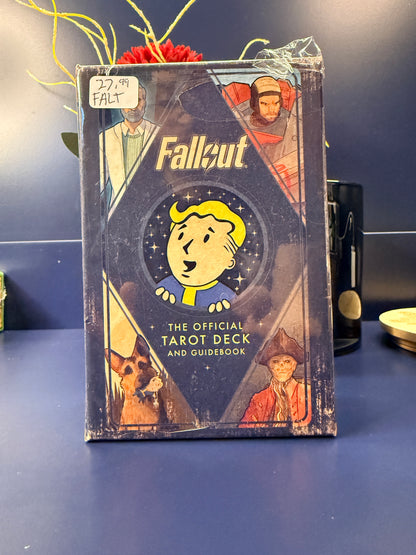 27.99
FALT
Fallout
THE OFFICIAL
TAROT DECK
AND GUIDEBOOK